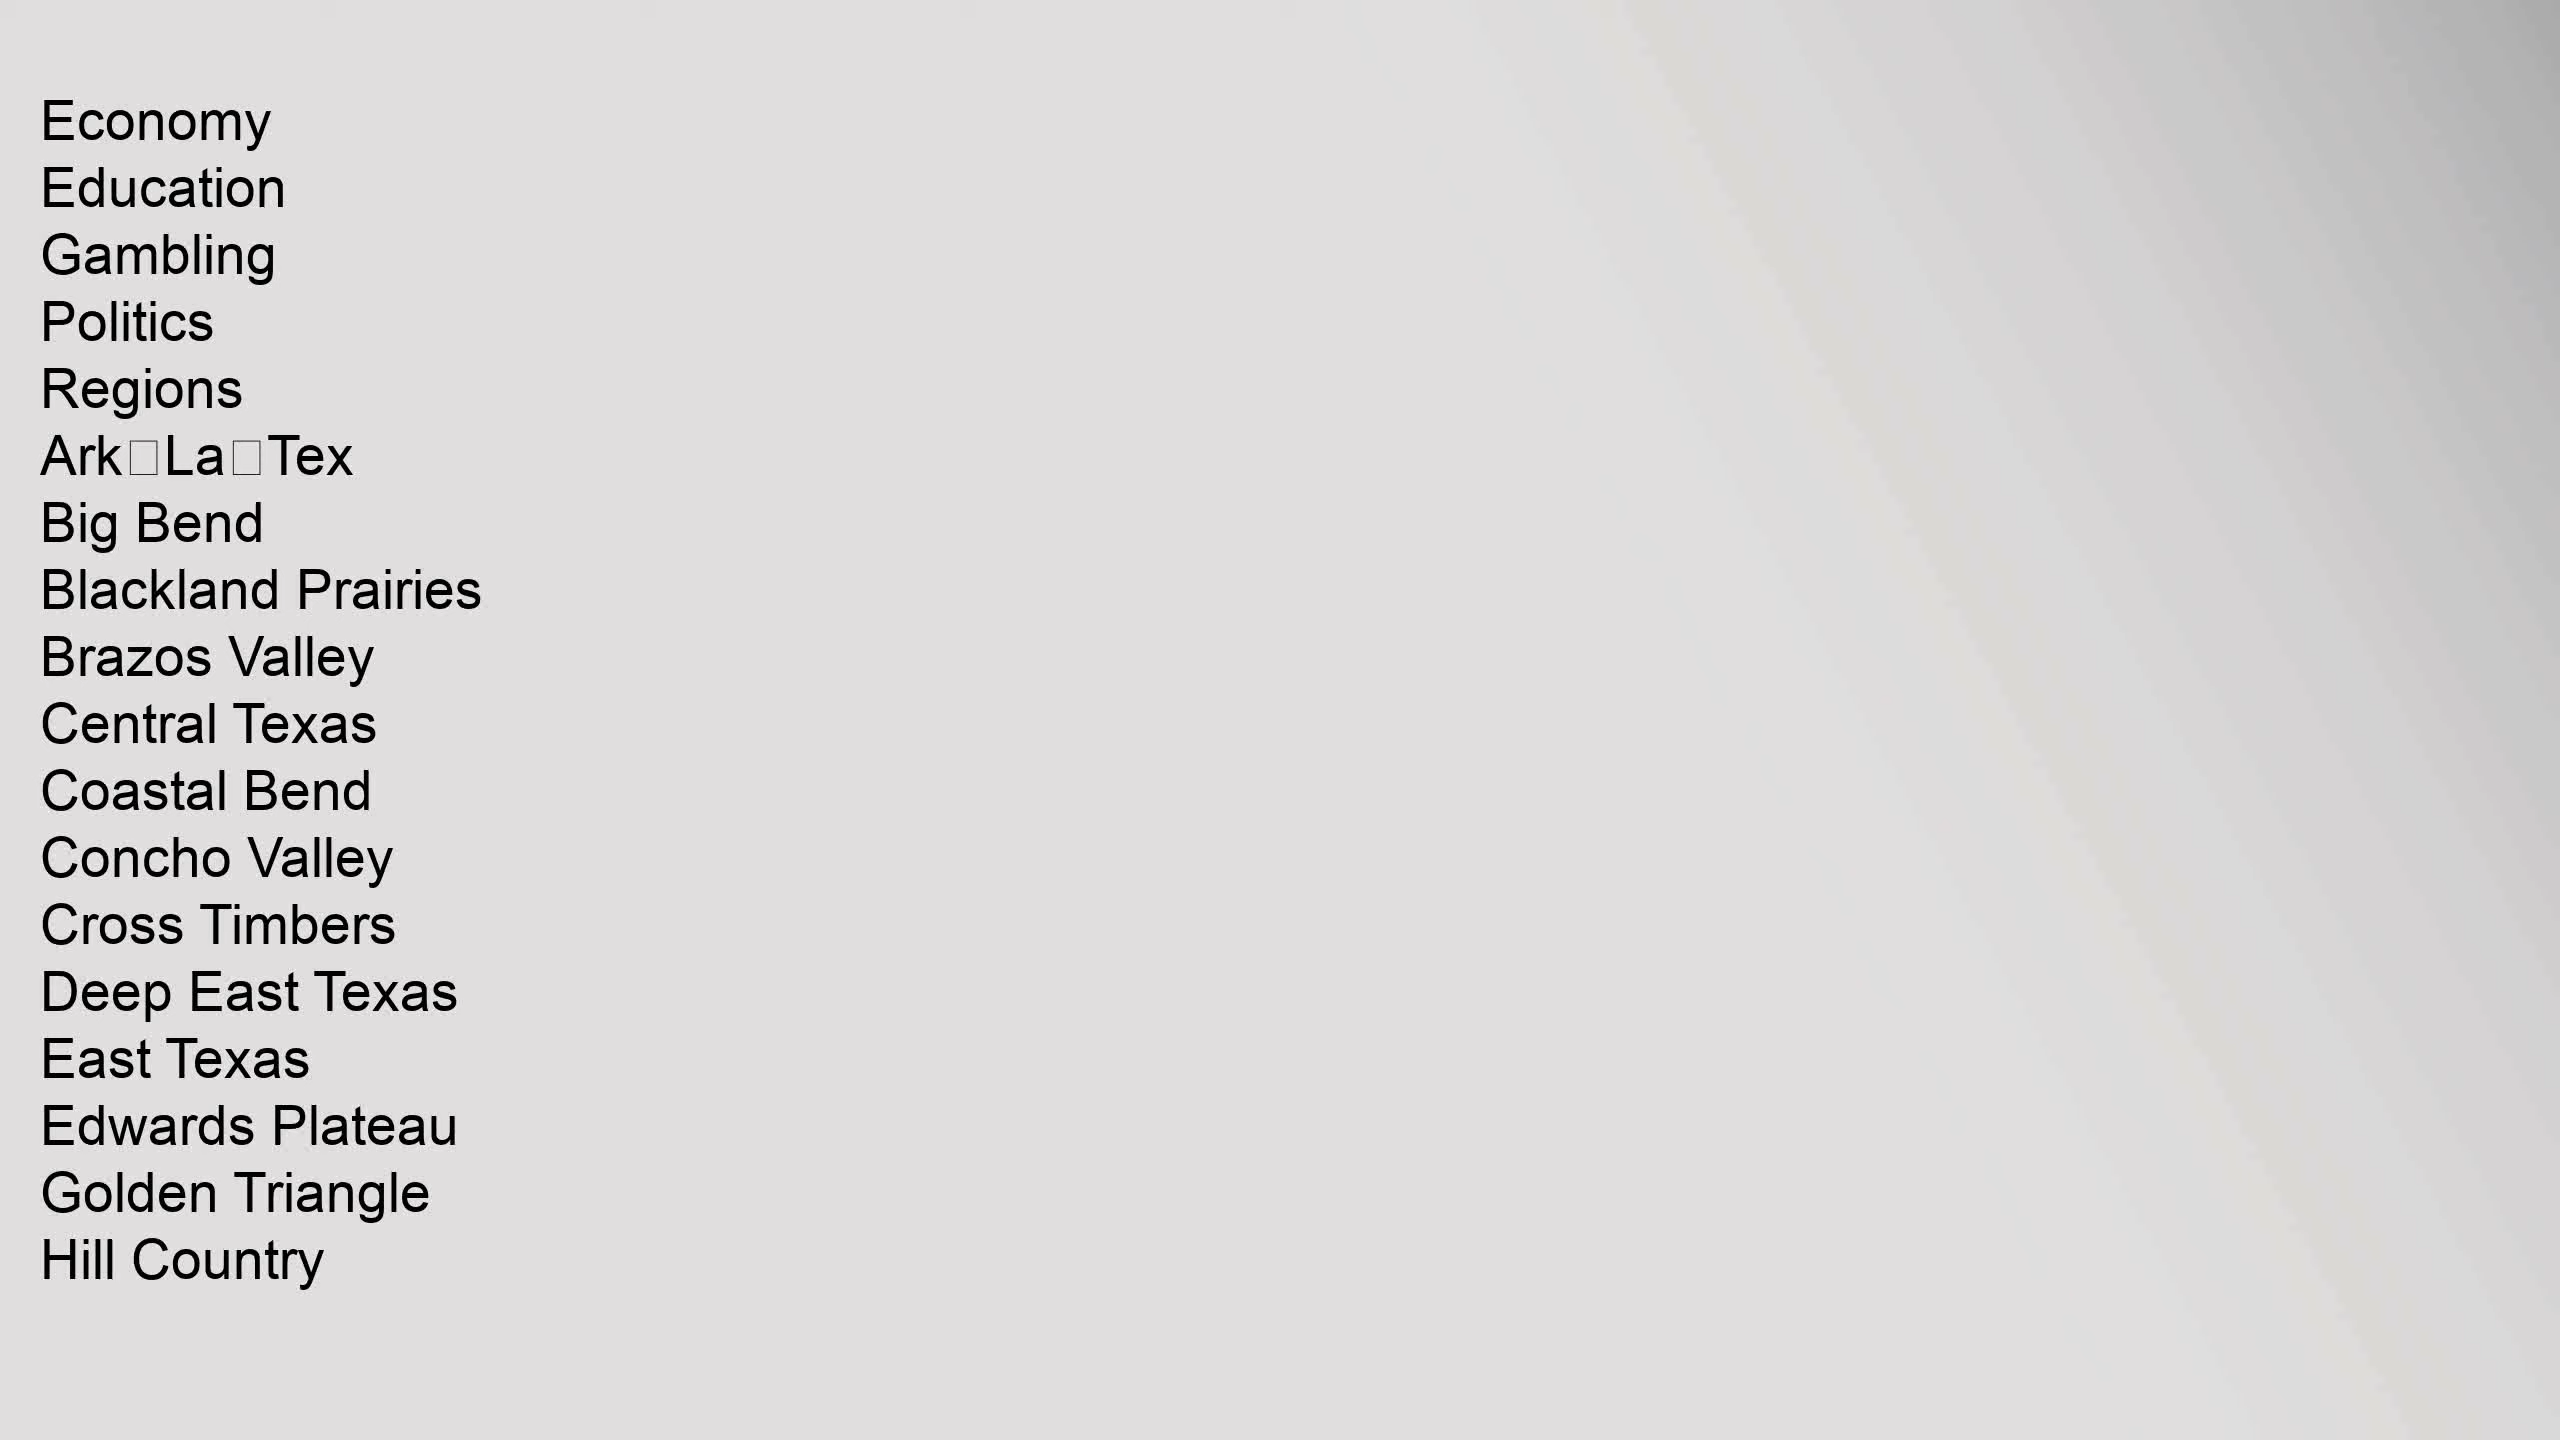 Economy
Education
Gambling
Politics
Regions
Ark□La□Tex
Big Bend
Blackland Prairies
Brazos Valley
Central Texas
Coastal Bend
Concho Valley
Cross Timbers
Deep East Texas
East Texas
Edwards Plateau
Golden Triangle
Hill Country